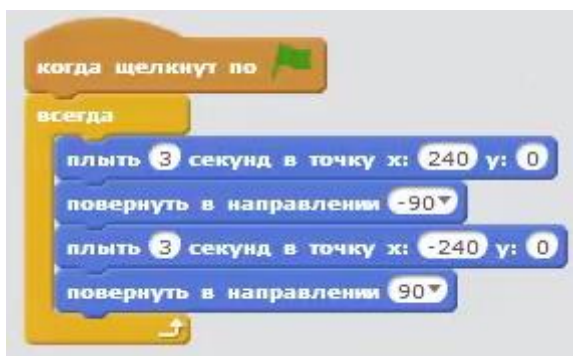 когда щелкнут по
всегда
плыть 3 секунд в точку x: 240 y: 0
повернуть в направлении -90
плыть 3 секунд в точку x: -240 y: 0
повернуть в направлении 90